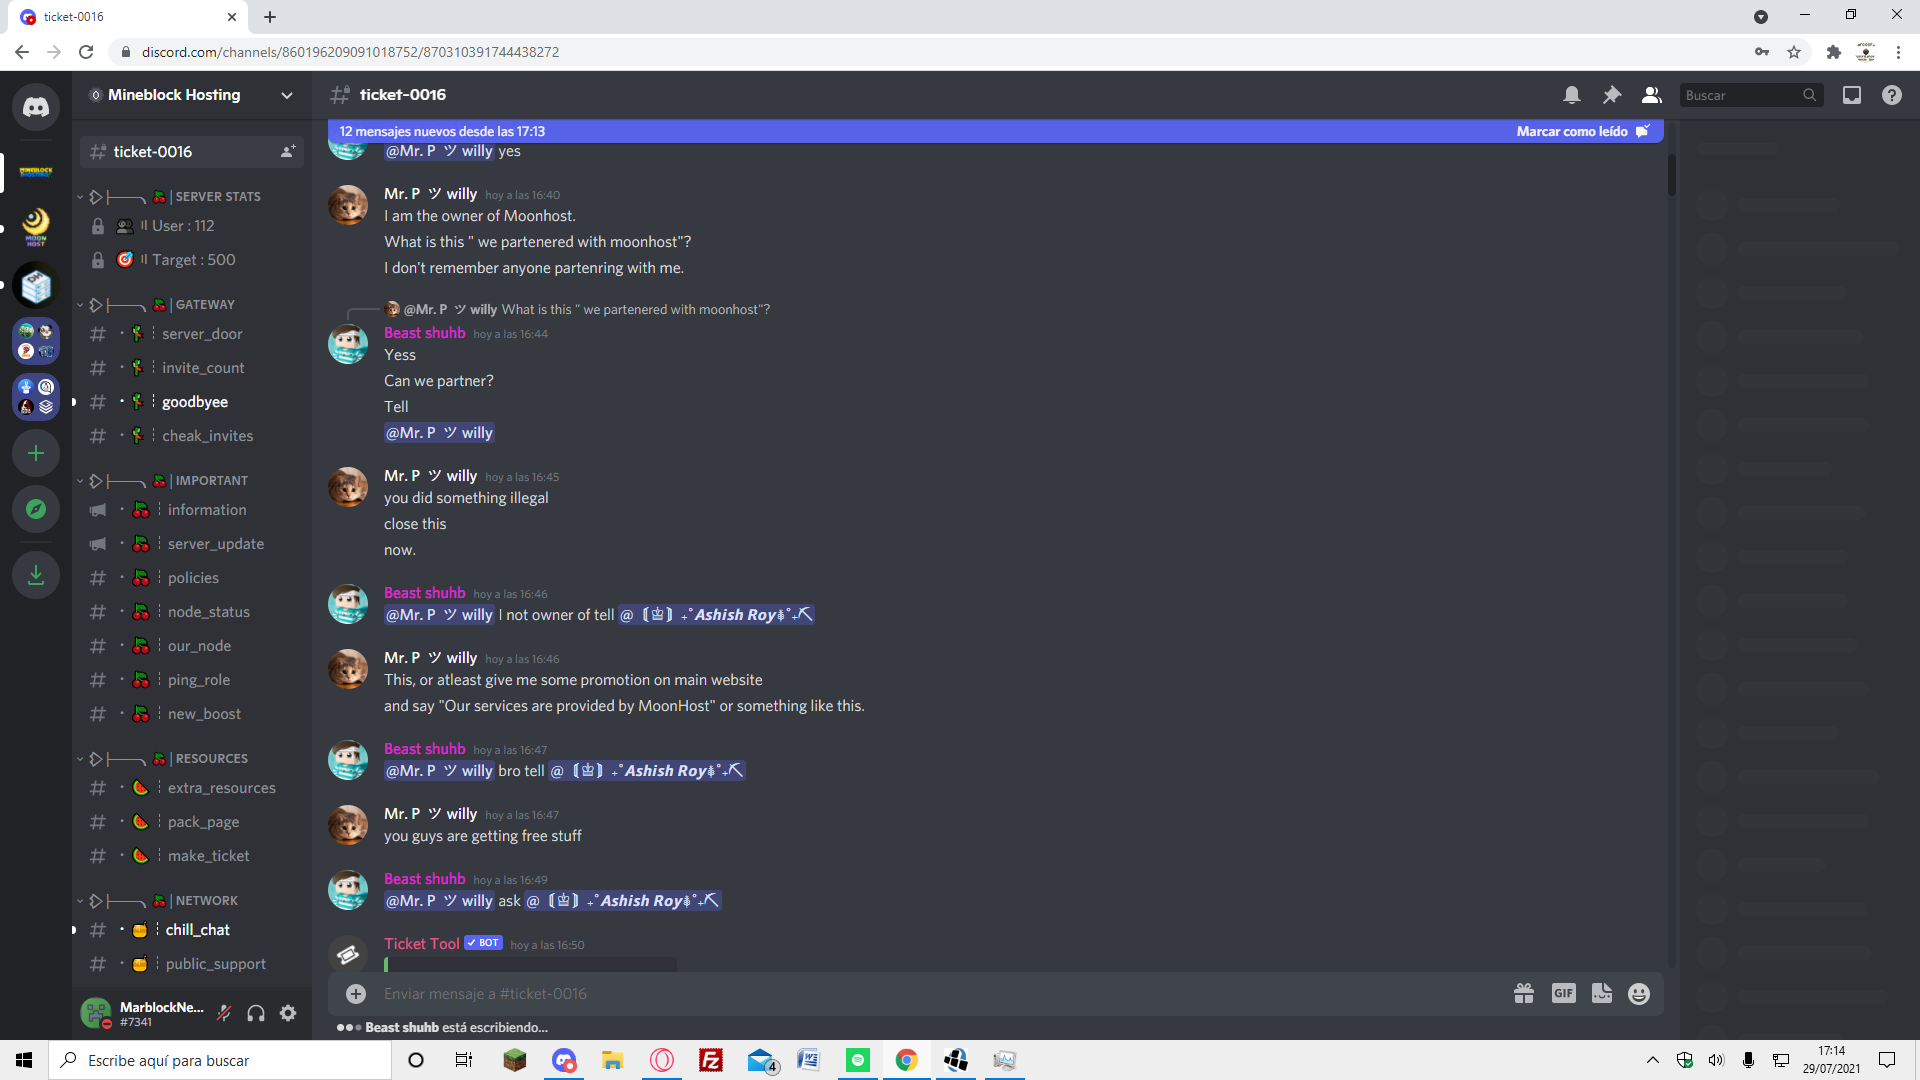 ticket-0016
discord.com/channels/860196209091018752/870310391744438272
Mineblock Hosting
ticket-0016
Buscar
12 mensajes nuevos desde las 17:13
Marcar como leído
MINEBLOCK
HOSTING
MOON
HOST
ticket-0016
SERVER STATS
User : 112
Target : 500
GATEWAY
server_door
invite_count
goodbyee
cheak_invites
IMPORTANT
information
server_update
policies
node_status
our_node
ping_role
new_boost
RESOURCES
extra_resources
pack_page
make_ticket
NETWORK
chill_chat
public_support
MarblockNe...
#7341
@Mr. P ツ willy yes
Mr. P ツ willy hoy a las 16:40
I am the owner of Moonhost.
What is this " we partenered with moonhost"?
I don't remember anyone partenring with me.
@Mr. P ツ willy What is this " we partenered with moonhost"?
Beast shuhb hoy a las 16:44
Yess
Can we partner?
Tell
@Mr. P ツ willy
Mr. P ツ willy hoy a las 16:45
you did something illegal
close this
now.
Beast shuhb hoy a las 16:46
@Mr. P ツ willy I not owner of tell @ Ashish Roy
Mr. P ツ willy hoy a las 16:46
This, or atleast give me some promotion on main website
and say "Our services are provided by MoonHost" or something like this.
Beast shuhb hoy a las 16:47
@Mr. P ツ willy bro tell @ Ashish Roy
Mr. P ツ willy hoy a las 16:47
you guys are getting free stuff
Beast shuhb hoy a las 16:49
@Mr. P ツ willy ask @ Ashish Roy
Ticket Tool BOT hoy a las 16:50
Enviar mensaje a #ticket-0016
GIF
Beast shuhb está escribiendo...
Escribe aquí para buscar
4
17:14
29/07/2021